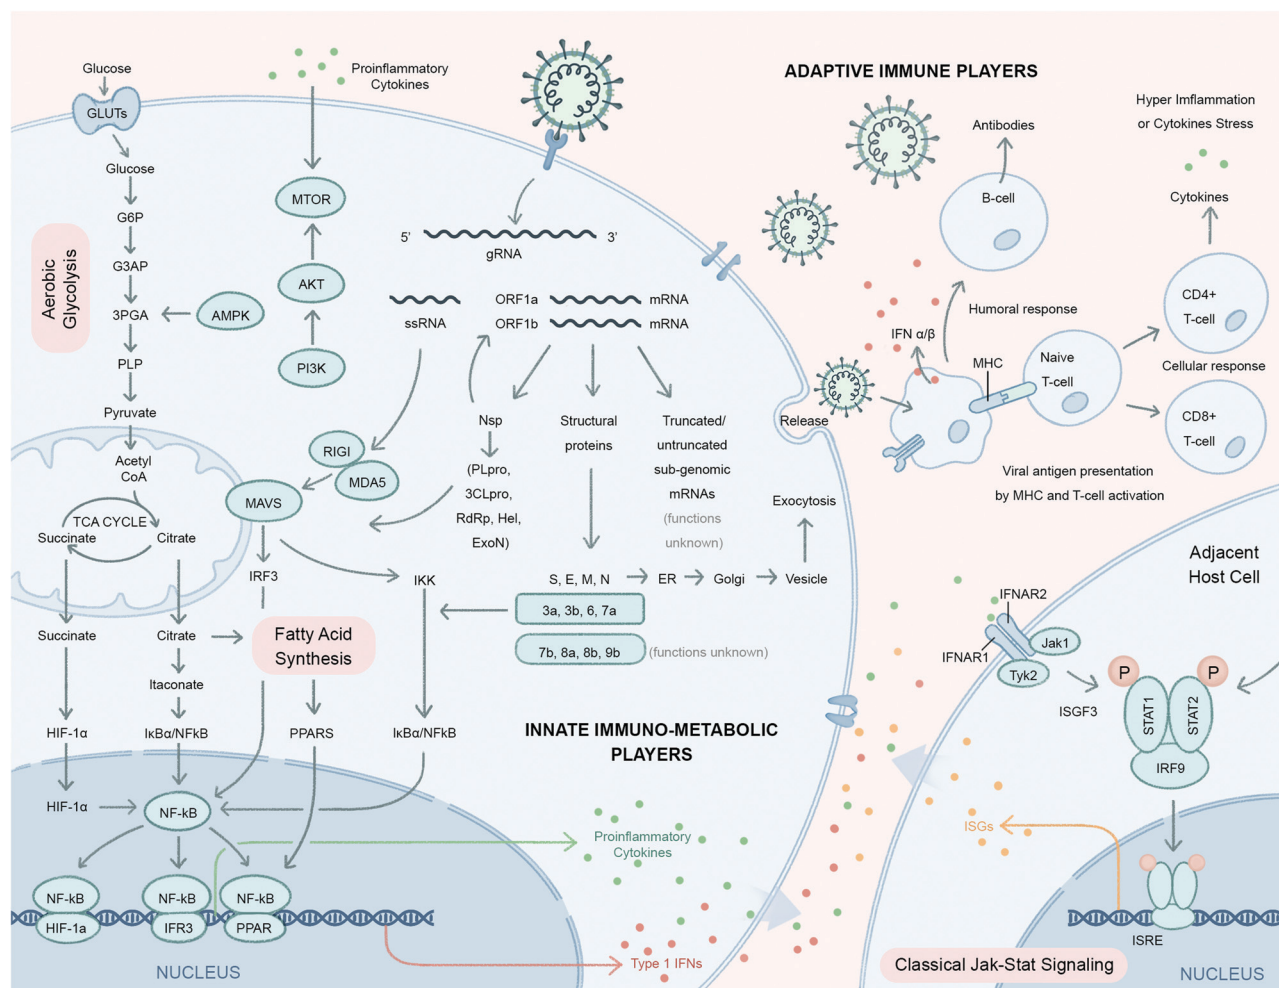 Glucose
GLUTs
Glucose
G6P
G3AP
3PGA
PLP
Pyruvate
Acetyl
CoA
Aerobic
Glycolysis
AMPK
Proinflammatory
Cytokines
MTOR
AKT
PI3K
5’
3’
gRNA
ssRNA
ORF1a
mRNA
ORF1b
mRNA
RIGI
MDA5
MAVS
TCA CYCLE
Succinate
Citrate
IRF3
IKK
Nsp
(PLpro,
3CLpro,
RdRp, Hel,
ExoN)
Structural
proteins
Truncated/
untruncated
sub-genomic
mRNAs
(functions
unknown)
S, E, M, N
ER
Golgi
Vesicle
Exocytosis
Release
3a, 3b, 6, 7a
7b, 8a, 8b, 9b
(functions unknown)
Succinate
Citrate
Fatty Acid
Synthesis
Itaconate
HIF-1α
IκBα/NFkB
PPARS
IκBα/NFkB
INNATE IMMUNO-METABOLIC
PLAYERS
HIF-1α
NF-kB
NF-kB
HIF-1a
NF-kB
IFR3
NF-kB
PPAR
NUCLEUS
Proinflammatory
Cytokines
Type 1 IFNs
ADAPTIVE IMMUNE PLAYERS
Antibodies
B-cell
Hyper Imflammation
or Cytokines Stress
Cytokines
CD4+
T-cell
Humoral response
IFN α/β
MHC
Naive
T-cell
Cellular response
CD8+
T-cell
Viral antigen presentation
by MHC and T-cell activation
Adjacent
Host Cell
IFNAR2
IFNAR1
Jak1
Tyk2
ISGF3
P
P
STAT1
STAT2
IRF9
ISGs
ISRE
Classical Jak-Stat Signaling
NUCLEUS